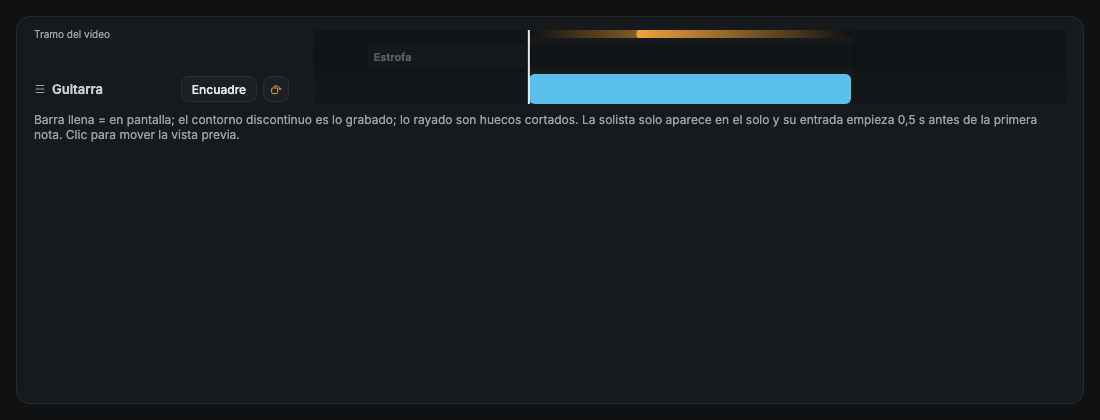 Tramo del vídeo
Estrofa
Guitarra
Encuadre
Barra llena = en pantalla; el contorno discontinuo es lo grabado; lo rayado son huecos cortados. La solista solo aparece en el solo y su entrada empieza 0,5 s antes de la primera
nota. Clic para mover la vista previa.